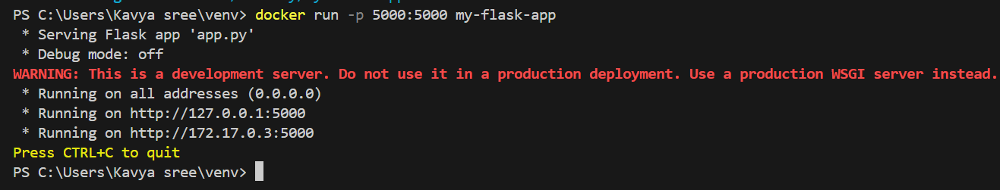 PS C:\Users\Kavya sree\venv> docker run -p 5000:5000 my-flask-app
 * Serving Flask app 'app.py'
 * Debug mode: off
WARNING: This is a development server. Do not use it in a production deployment. Use a production WSGI server instead.
 * Running on all addresses (0.0.0.0)
 * Running on http://127.0.0.1:5000
 * Running on http://172.17.0.3:5000
Press CTRL+C to quit
PS C:\Users\Kavya sree\venv>